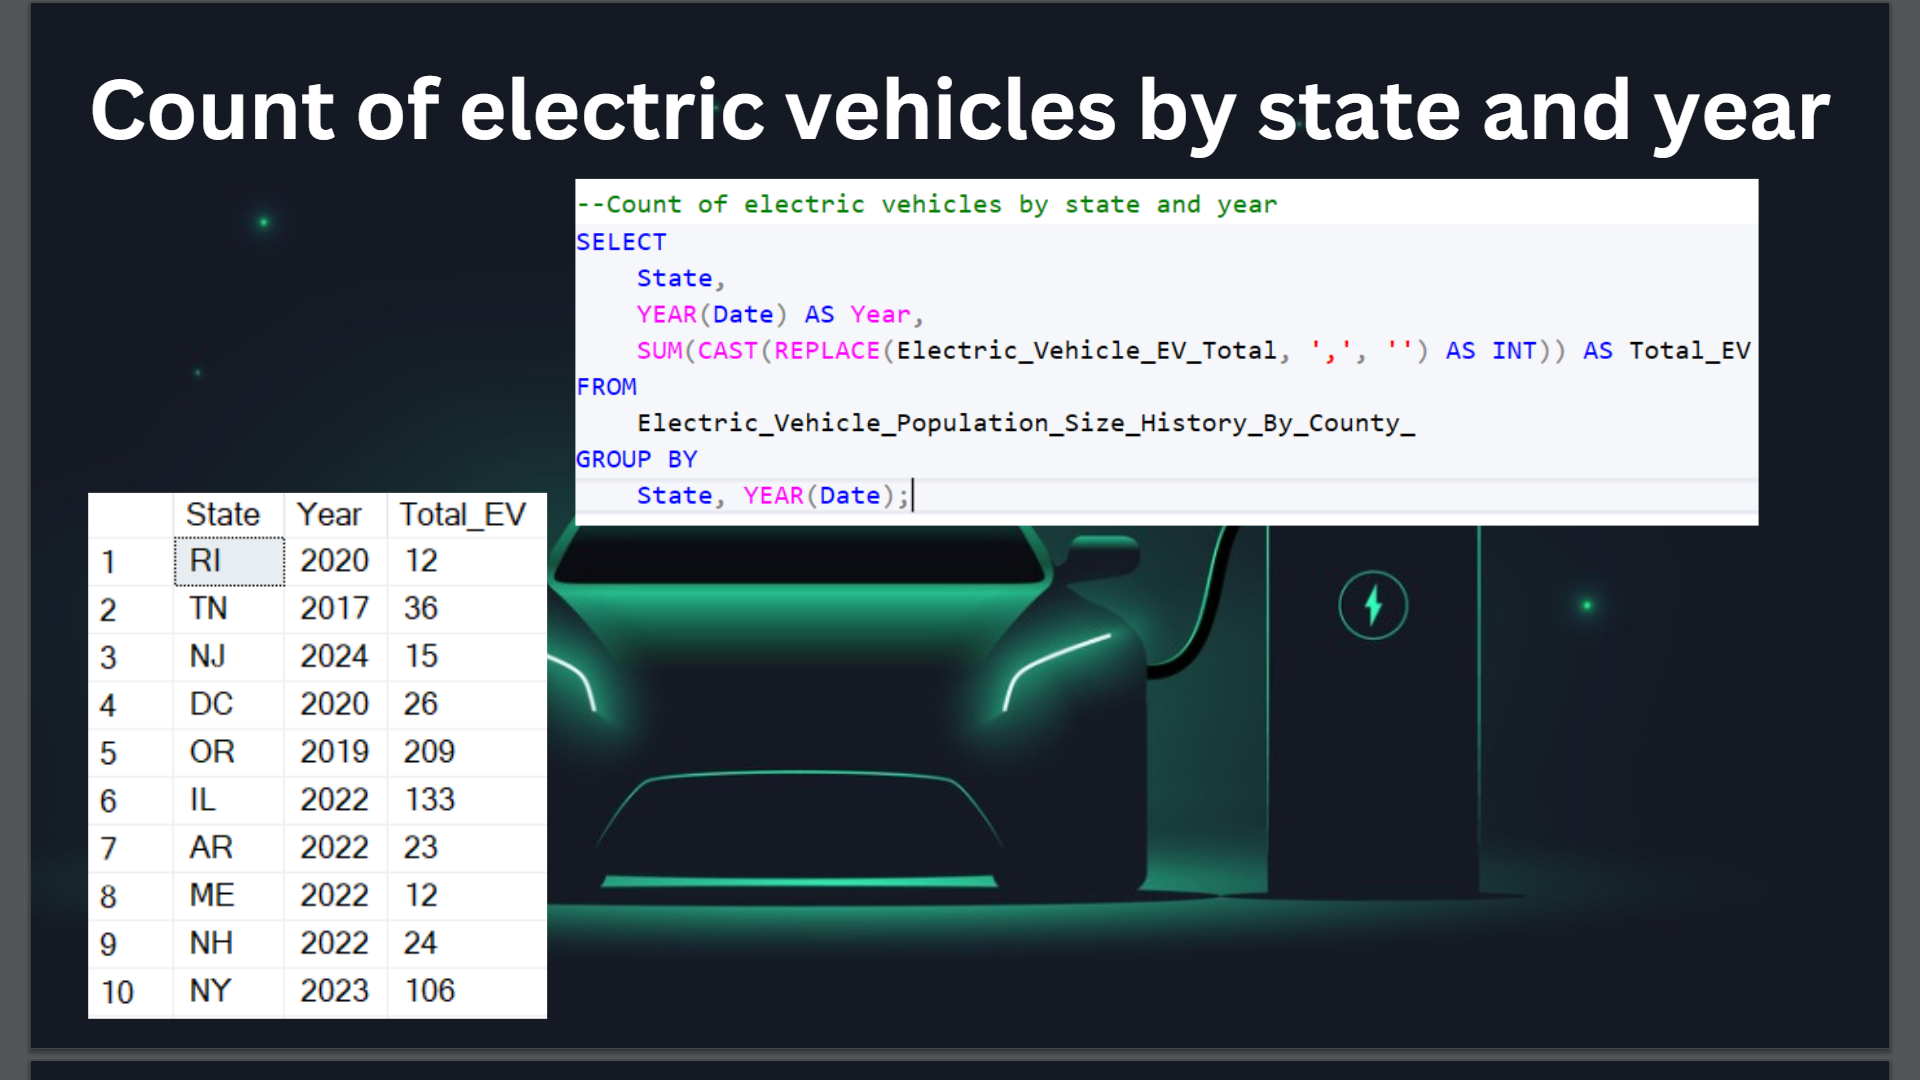 Count of electric vehicles by state and year
--Count of electric vehicles by state and year
SELECT
State,
YEAR(Date) AS Year,
SUM(CAST(REPLACE(Electric_Vehicle_EV_Total, ',', '') AS INT)) AS Total_EV
FROM
Electric_Vehicle_Population_Size_History_By_County_
GROUP BY
State, YEAR(Date);
State Year Total_EV
1 RI 2020 12
2 TN 2017 36
3 NJ 2024 15
4 DC 2020 26
5 OR 2019 209
6 IL 2022 133
7 AR 2022 23
8 ME 2022 12
9 NH 2022 24
10 NY 2023 106